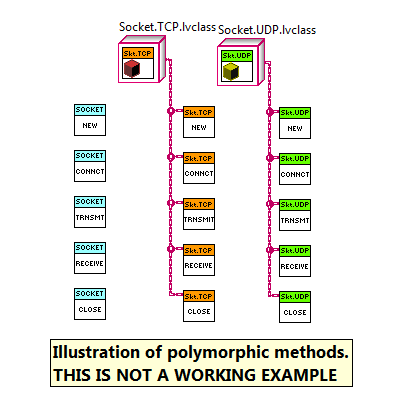 Socket.TCP.lvclass
Socket.UDP.lvclass
Skt.TCP
Skt.UDP
SOCKET
NEW
Skt.TCP
NEW
Skt.UDP
NEW
SOCKET
CONNCT
Skt.TCP
CONNCT
Skt.UDP
CONNCT
SOCKET
TRNSMT
Skt.TCP
TRNSMIT
Skt.UDP
TRNSMIT
SOCKET
RECEIVE
Skt.TCP
RECEIVE
Skt.UDP
RECEIVE
SOCKET
CLOSE
Skt.TCP
CLOSE
Skt.UDP
CLOSE
Illustration of polymorphic methods.
THIS IS NOT A WORKING EXAMPLE